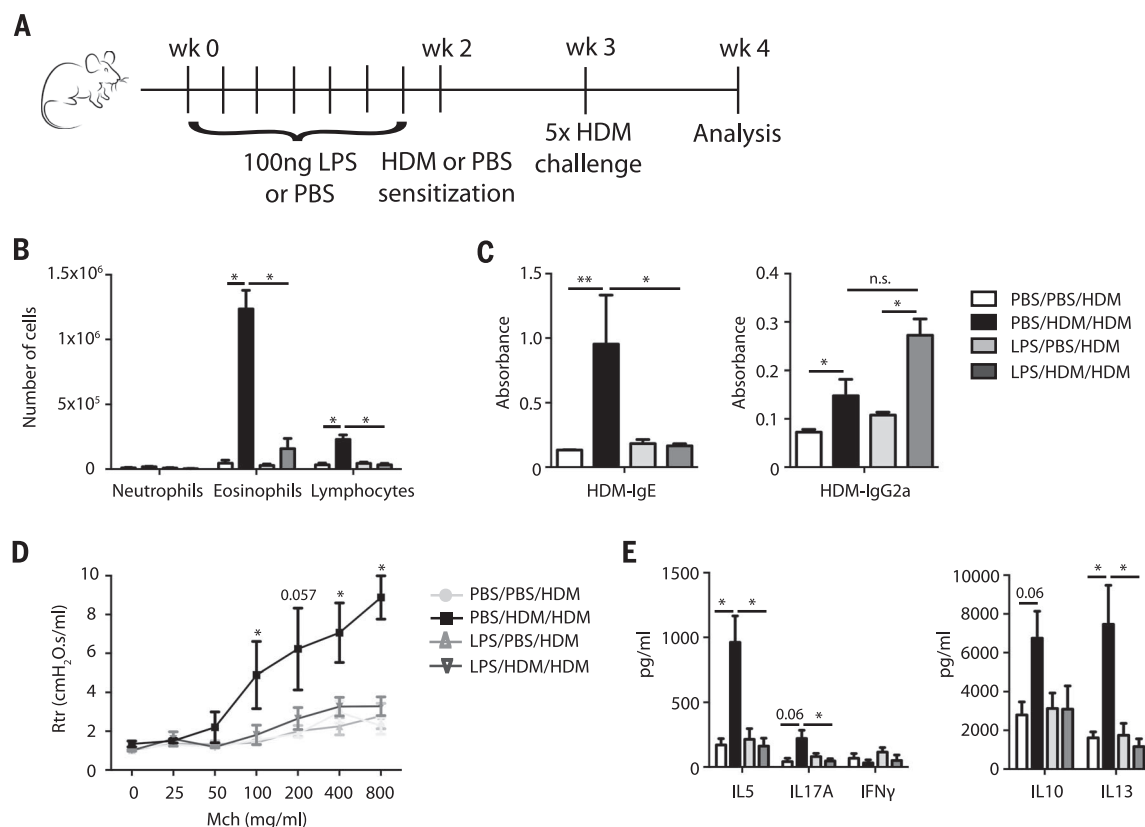 A
wk 0
wk 2
wk 3
wk 4
100ng LPS
or PBS
HDM or PBS
sensitization
5x HDM
challenge
Analysis
B
Number of cells
1.5x10⁶
1x10⁶
5x10⁵
0
* *
* *
Neutrophils Eosinophils Lymphocytes
C
Absorbance
1.5
1.0
0.5
0
** *
HDM-IgE
Absorbance
0.4
0.3
0.2
0.1
0
n.s.
*
*
HDM-IgG2a
PBS/PBS/HDM
PBS/HDM/HDM
LPS/PBS/HDM
LPS/HDM/HDM
D
Rtr (cmH₂O.s/ml)
10
8
6
4
2
0
* 0.057 * *
0 25 50 100 200 400 800
Mch (mg/ml)
PBS/PBS/HDM
PBS/HDM/HDM
LPS/PBS/HDM
LPS/HDM/HDM
E
pg/ml
1500
1000
500
0
* *
0.06 *
IL5 IL17A IFNγ
pg/ml
10000
8000
6000
4000
2000
0
0.06
* *
IL10 IL13